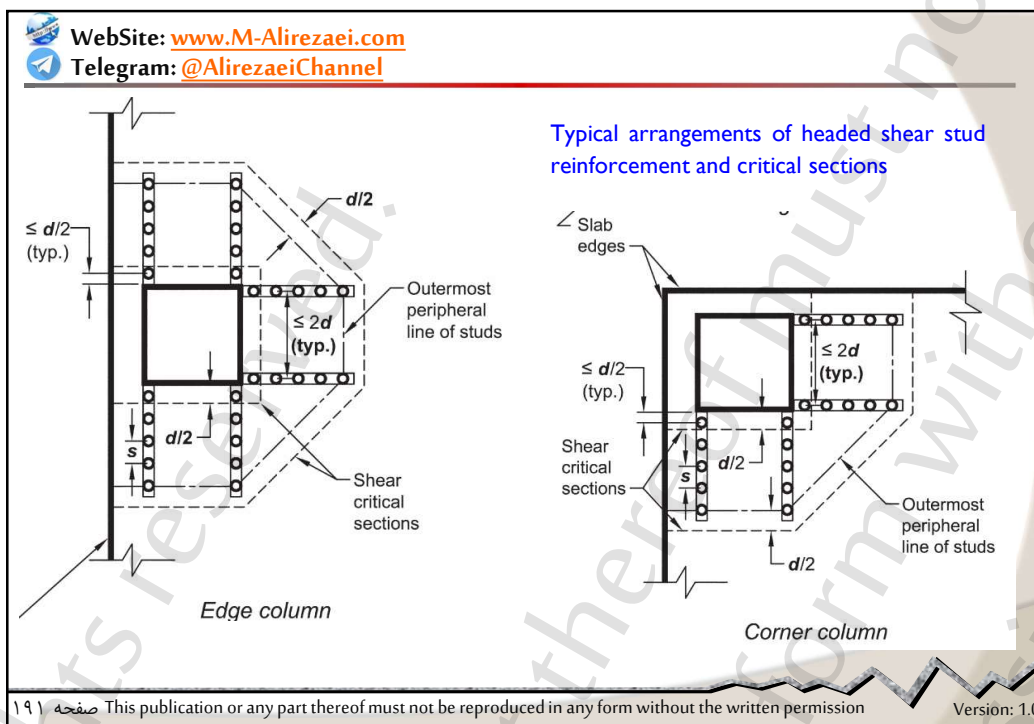 WebSite: www.M-Alirezaei.com
Telegram: @AlirezaeiChannel
Typical arrangements of headed shear stud
reinforcement and critical sections
≤ d/2
(typ.)
d/2
Outermost
peripheral
line of studs
≤ 2d
(typ.)
d/2
s
Shear
critical
sections
Edge column
Slab
edges
≤ d/2
(typ.)
≤ 2d
(typ.)
Shear
critical
sections
s
d/2
Outermost
peripheral
line of studs
d/2
Corner column
صفحه ۱۹۱ This publication or any part thereof must not be reproduced in any form without the written permission
Version: 1.0